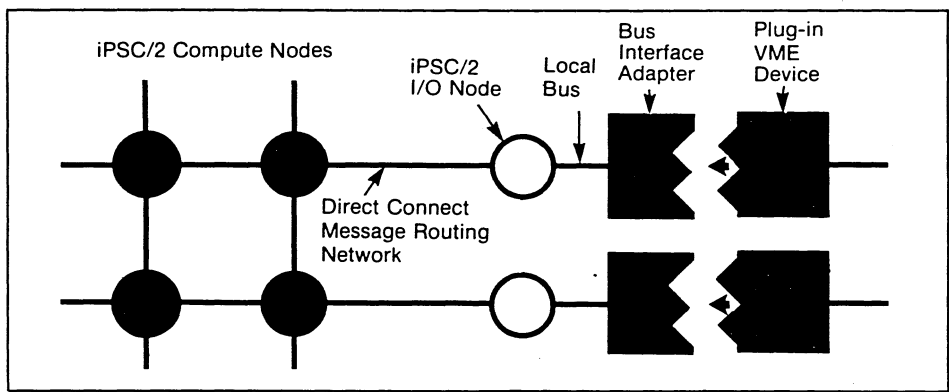 iPSC/2 Compute Nodes
iPSC/2
I/O Node
Local
Bus
Bus
Interface
Adapter
Plug-in
VME
Device
Direct Connect
Message Routing
Network